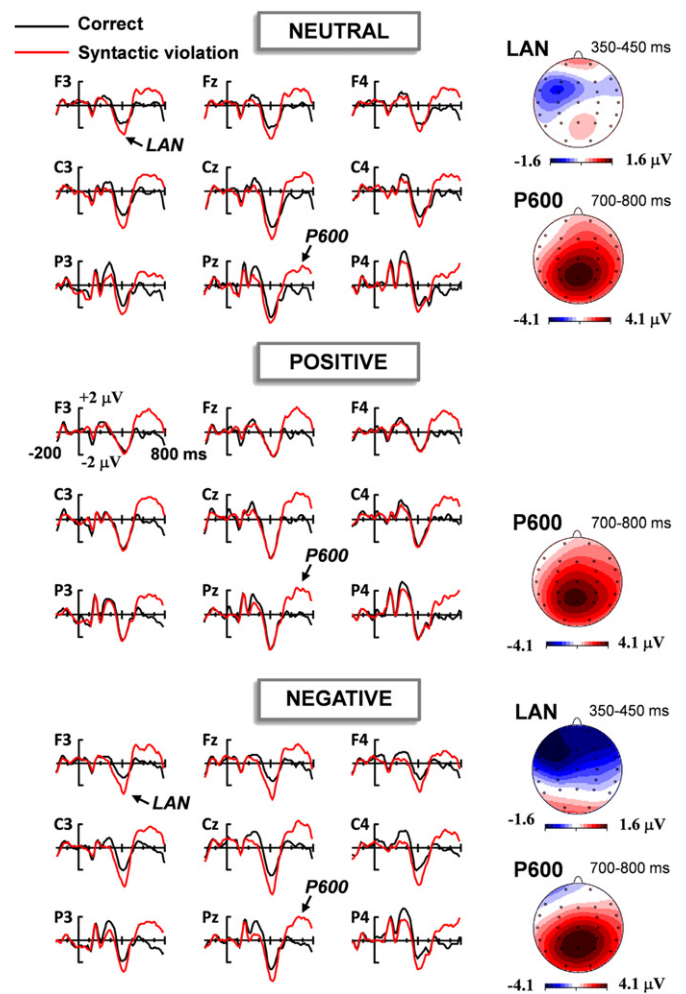 Correct
Syntactic violation
NEUTRAL
LAN 350-450 ms
F3 Fz F4
LAN
-1.6 1.6 µV
C3 Cz C4
P600 700-800 ms
P600
P3 Pz P4
-4.1 4.1 µV
POSITIVE
F3 +2 µV Fz F4
-200 -2 µV 800 ms
C3 Cz C4
P600 700-800 ms
P600
P3 Pz P4
-4.1 4.1 µV
NEGATIVE
LAN 350-450 ms
F3 Fz F4
LAN
C3 Cz C4
-1.6 1.6 µV
P600 700-800 ms
P600
P3 Pz P4
-4.1 4.1 µV